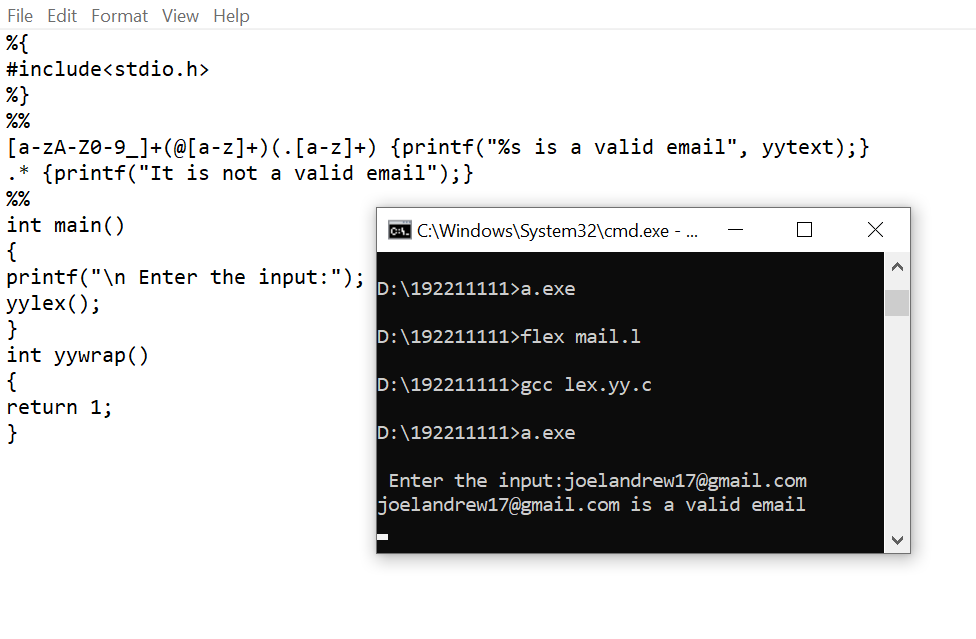 File Edit Format View Help
%{
#include<stdio.h>
%}
%%
[a-zA-Z0-9_]+(@[a-z]+)(.[a-z]+) {printf("%s is a valid email", yytext);}
.* {printf("It is not a valid email");}
%%
int main()
{
printf("\n Enter the input:");
yylex();
}
int yywrap()
{
return 1;
}
C:\Windows\System32\cmd.exe - ...
D:\192211111>a.exe
D:\192211111>flex mail.l
D:\192211111>gcc lex.yy.c
D:\192211111>a.exe
Enter the input:joelandrew17@gmail.com
joelandrew17@gmail.com is a valid email